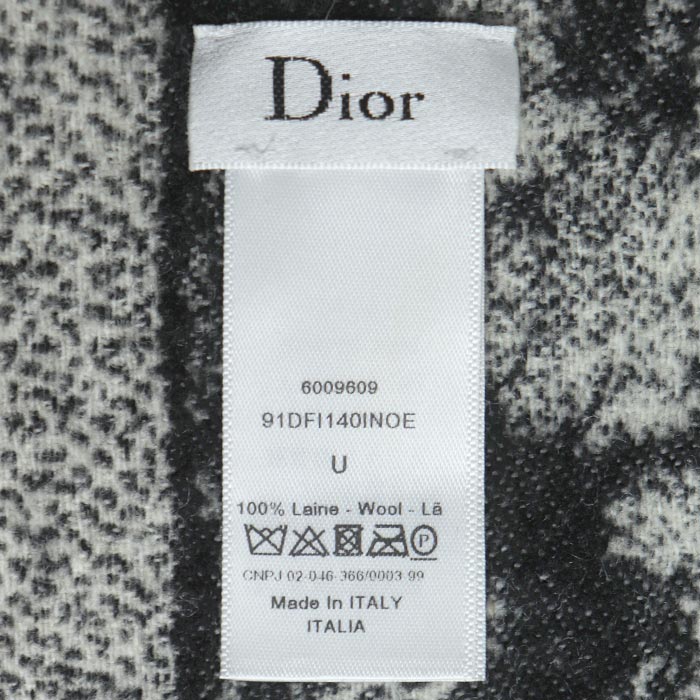 Dior
6009609
91DFI140INOE
U
100% Laine - Wool - Lã
P
CNPJ 02-046-366/0003-99
Made In ITALY
ITALIA